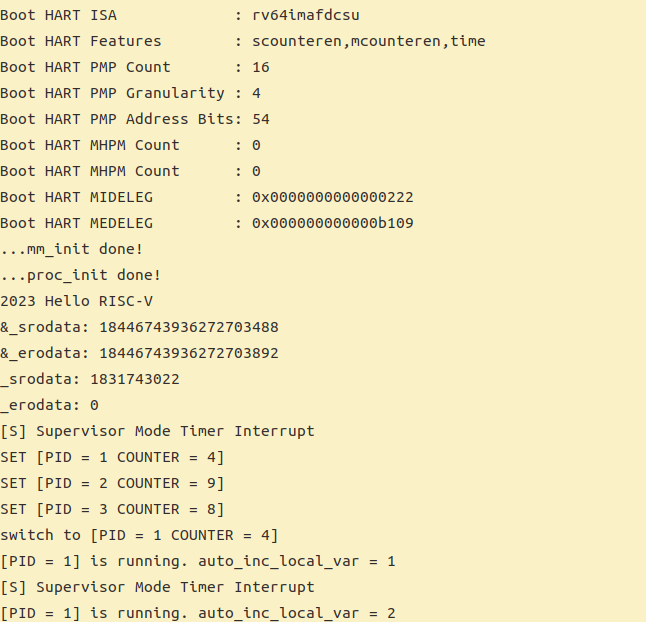 Boot HART ISA             : rv64imafdcsu
Boot HART Features        : scounteren,mcounteren,time
Boot HART PMP Count       : 16
Boot HART PMP Granularity : 4
Boot HART PMP Address Bits: 54
Boot HART MHPM Count      : 0
Boot HART MHPM Count      : 0
Boot HART MIDELEG         : 0x0000000000000222
Boot HART MEDELEG         : 0x000000000000b109
...mm_init done!
...proc_init done!
2023 Hello RISC-V
&_srodata: 18446743936272703488
&_erodata: 18446743936272703892
_srodata: 1831743022
_erodata: 0
[S] Supervisor Mode Timer Interrupt
SET [PID = 1 COUNTER = 4]
SET [PID = 2 COUNTER = 9]
SET [PID = 3 COUNTER = 8]
switch to [PID = 1 COUNTER = 4]
[PID = 1] is running. auto_inc_local_var = 1
[S] Supervisor Mode Timer Interrupt
[PID = 1] is running. auto_inc_local_var = 2